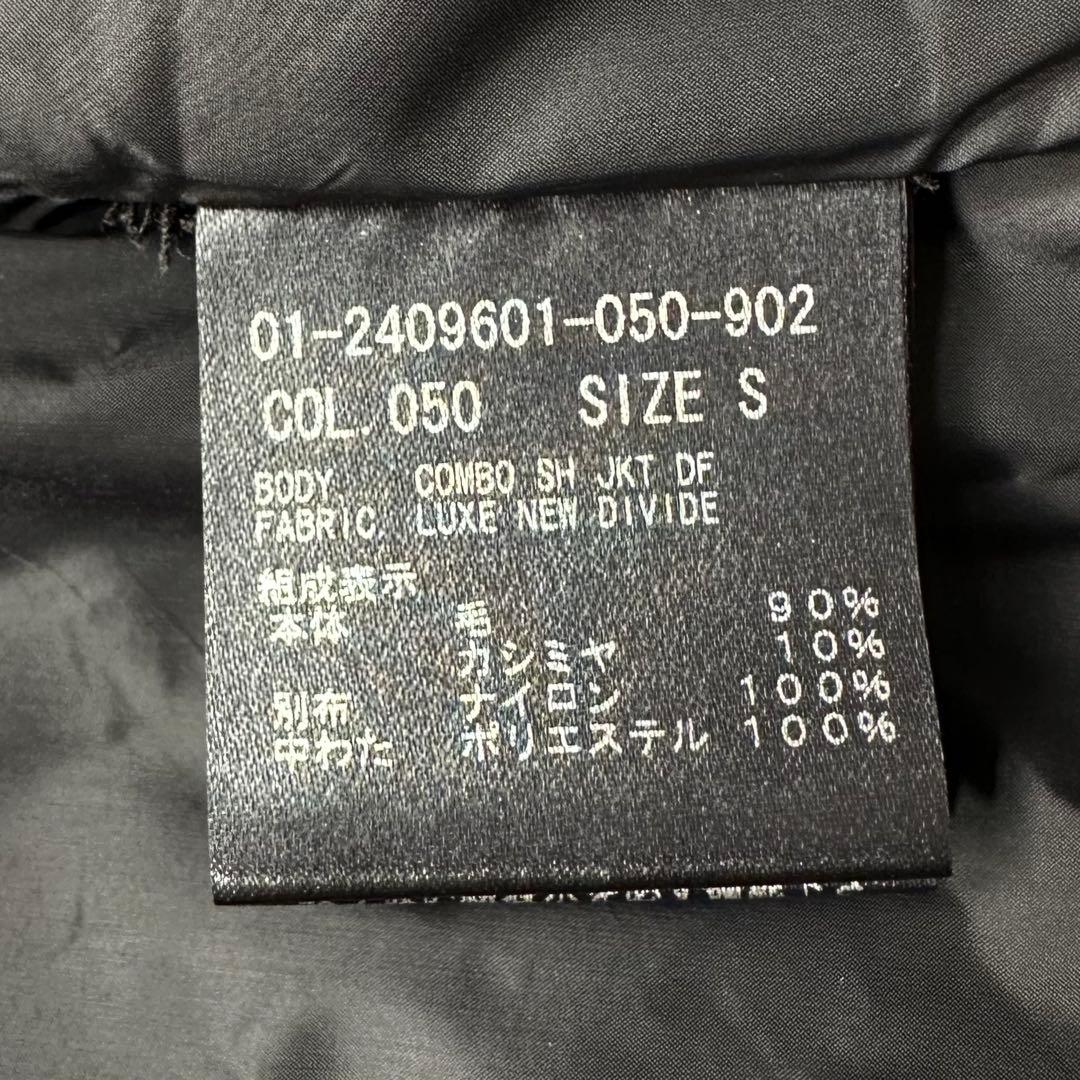 01-2409601-050-902
COL. 050 SIZE S
BODY. COMBO SH JKT DF
FABRIC. LUXE NEW DIVIDE
組成表示
本体 毛 90%
カシミヤ 10%
別布 ナイロン 100%
中わた ポリエステル 100%